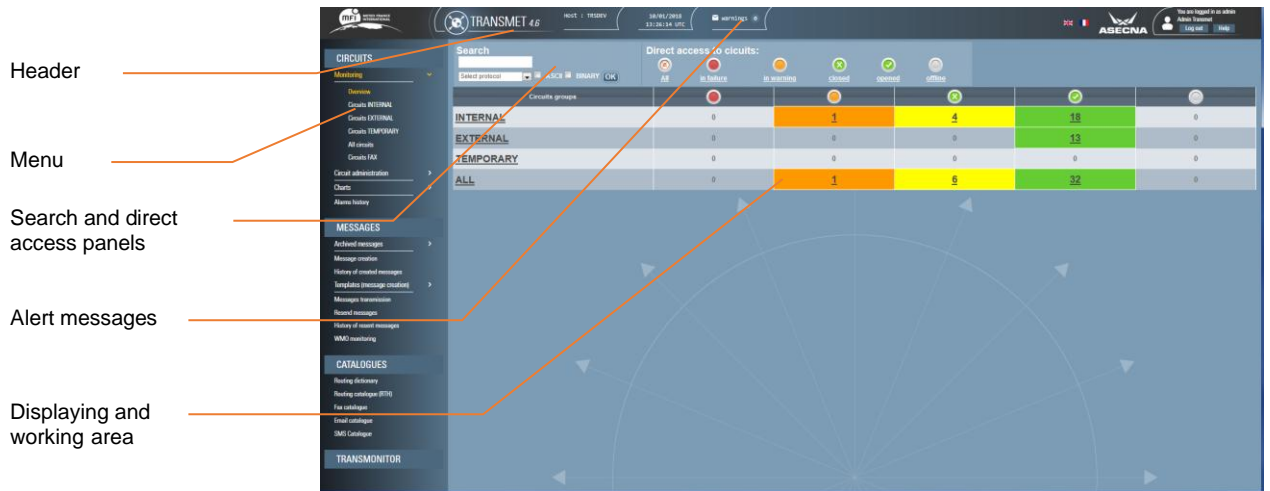 mfi METEO FRANCE INTERNATIONAL
TRANSMET 4.6
Host : TRSDEV
10/01/2018
13:26:14 UTC
warnings
ASECNA
You are logged in as admin
Admin Transmet
Log out Help
Header
Menu
Search and direct
access panels
Alert messages
Displaying and
working area
CIRCUITS
Monitoring
Overview
Circuits INTERNAL
Circuits EXTERNAL
Circuits TEMPORARY
All circuits
Circuits FAX
Circuit administration
Charts
Alarms history
MESSAGES
Archived messages
Message creation
History of created messages
Templates (message creation)
Messages transmission
Resend messages
History of resent messages
WMO monitoring
CATALOGUES
Routing dictionary
Routing catalogue (RTH)
Fax catalogue
Email catalogue
SMS Catalogue
TRANSMONITOR
Search
Select protocol ASCII BINARY OK
Direct access to cicuits:
All in failure in warning closed opened offline
Circuits groups
INTERNAL 0 1 4 18 0
EXTERNAL 0 0 0 13 0
TEMPORARY 0 0 0 0 0
ALL 0 1 6 32 0